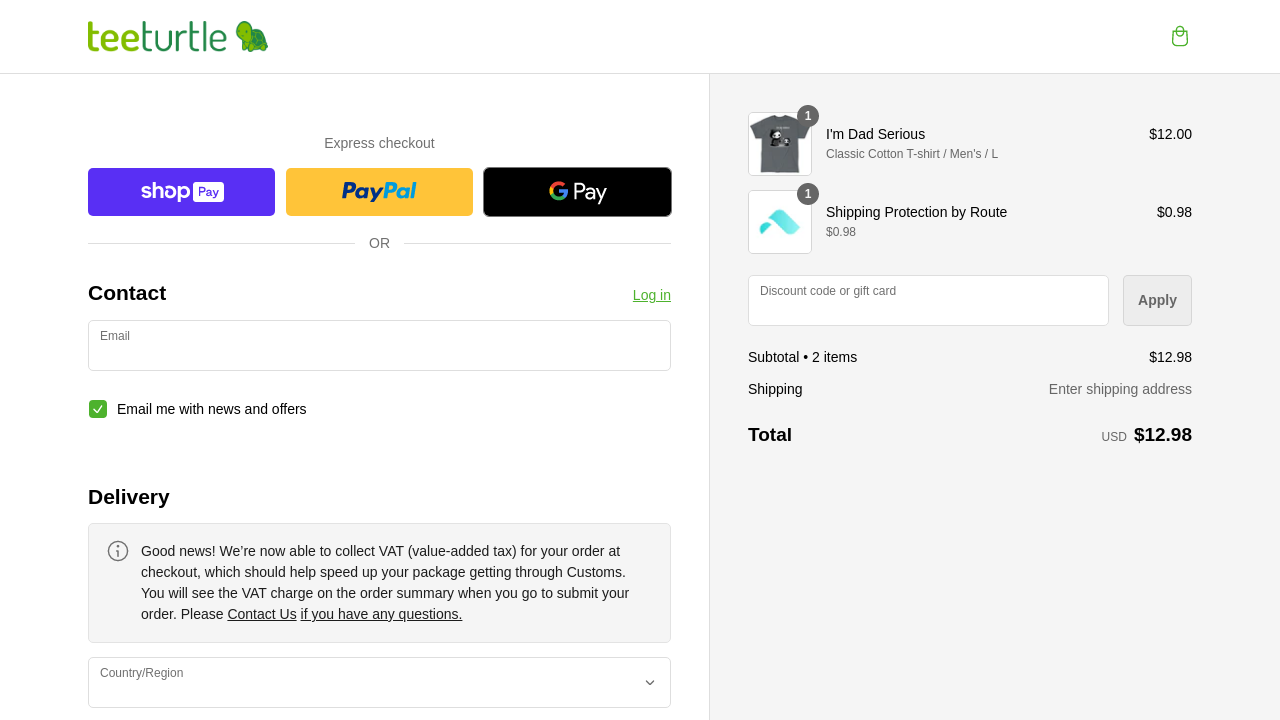 teeturtle
Express checkout
shop Pay
PayPal
G Pay
OR
Contact
Log in
Email
Email me with news and offers
Delivery
Good news! We’re now able to collect VAT (value-added tax) for your order at
checkout, which should help speed up your package getting through Customs.
You will see the VAT charge on the order summary when you go to submit your
order. Please Contact Us if you have any questions.
Country/Region
1
I'm Dad Serious
$12.00
Classic Cotton T-shirt / Men's / L
1
Shipping Protection by Route
$0.98
$0.98
Discount code or gift card
Apply
Subtotal • 2 items
$12.98
Shipping
Enter shipping address
Total
USD $12.98